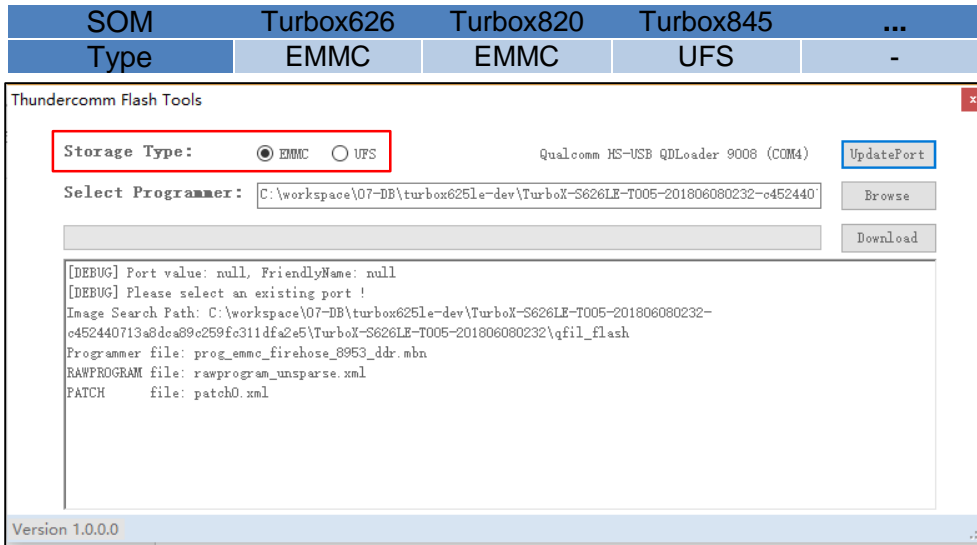 SOM Turbox626 Turbox820 Turbox845 ...
Type EMMC EMMC UFS -
Thundercomm Flash Tools x
Storage Type: EMMC UFS Qualcomm HS-USB QDLoader 9008 (COM4) UpdatePort
Select Programmer: C:\workspace\07-DB\turbox625le-dev\TurboX-S626LE-T005-201806080232-c452440 Browse
Download
[DEBUG] Port value: null, FriendlyName: null
[DEBUG] Please select an existing port !
Image Search Path: C:\workspace\07-DB\turbox625le-dev\TurboX-S626LE-T005-201806080232-
c452440713a8dca89c259fc311dfa2e5\TurboX-S626LE-T005-201806080232\qfil_flash
Programmer file: prog_emmc_firehose_8953_ddr.mbn
RAWPROGRAM file: rawprogram_unsparse.xml
PATCH file: patch0.xml
Version 1.0.0.0